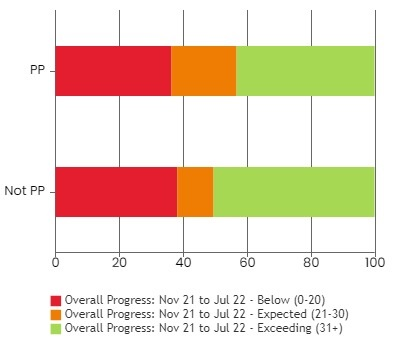 PP
Not PP
0 20 40 60 80 100
Overall Progress: Nov 21 to Jul 22 - Below (0-20)
Overall Progress: Nov 21 to Jul 22 - Expected (21-30)
Overall Progress: Nov 21 to Jul 22 - Exceeding (31+)